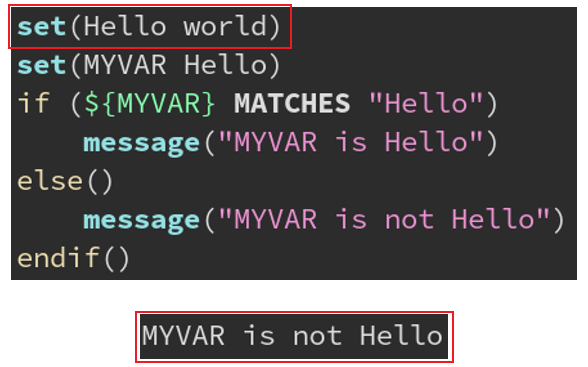 set(Hello world)
set(MYVAR Hello)
if (${MYVAR} MATCHES "Hello")
    message("MYVAR is Hello")
else()
    message("MYVAR is not Hello")
endif()
MYVAR is not Hello